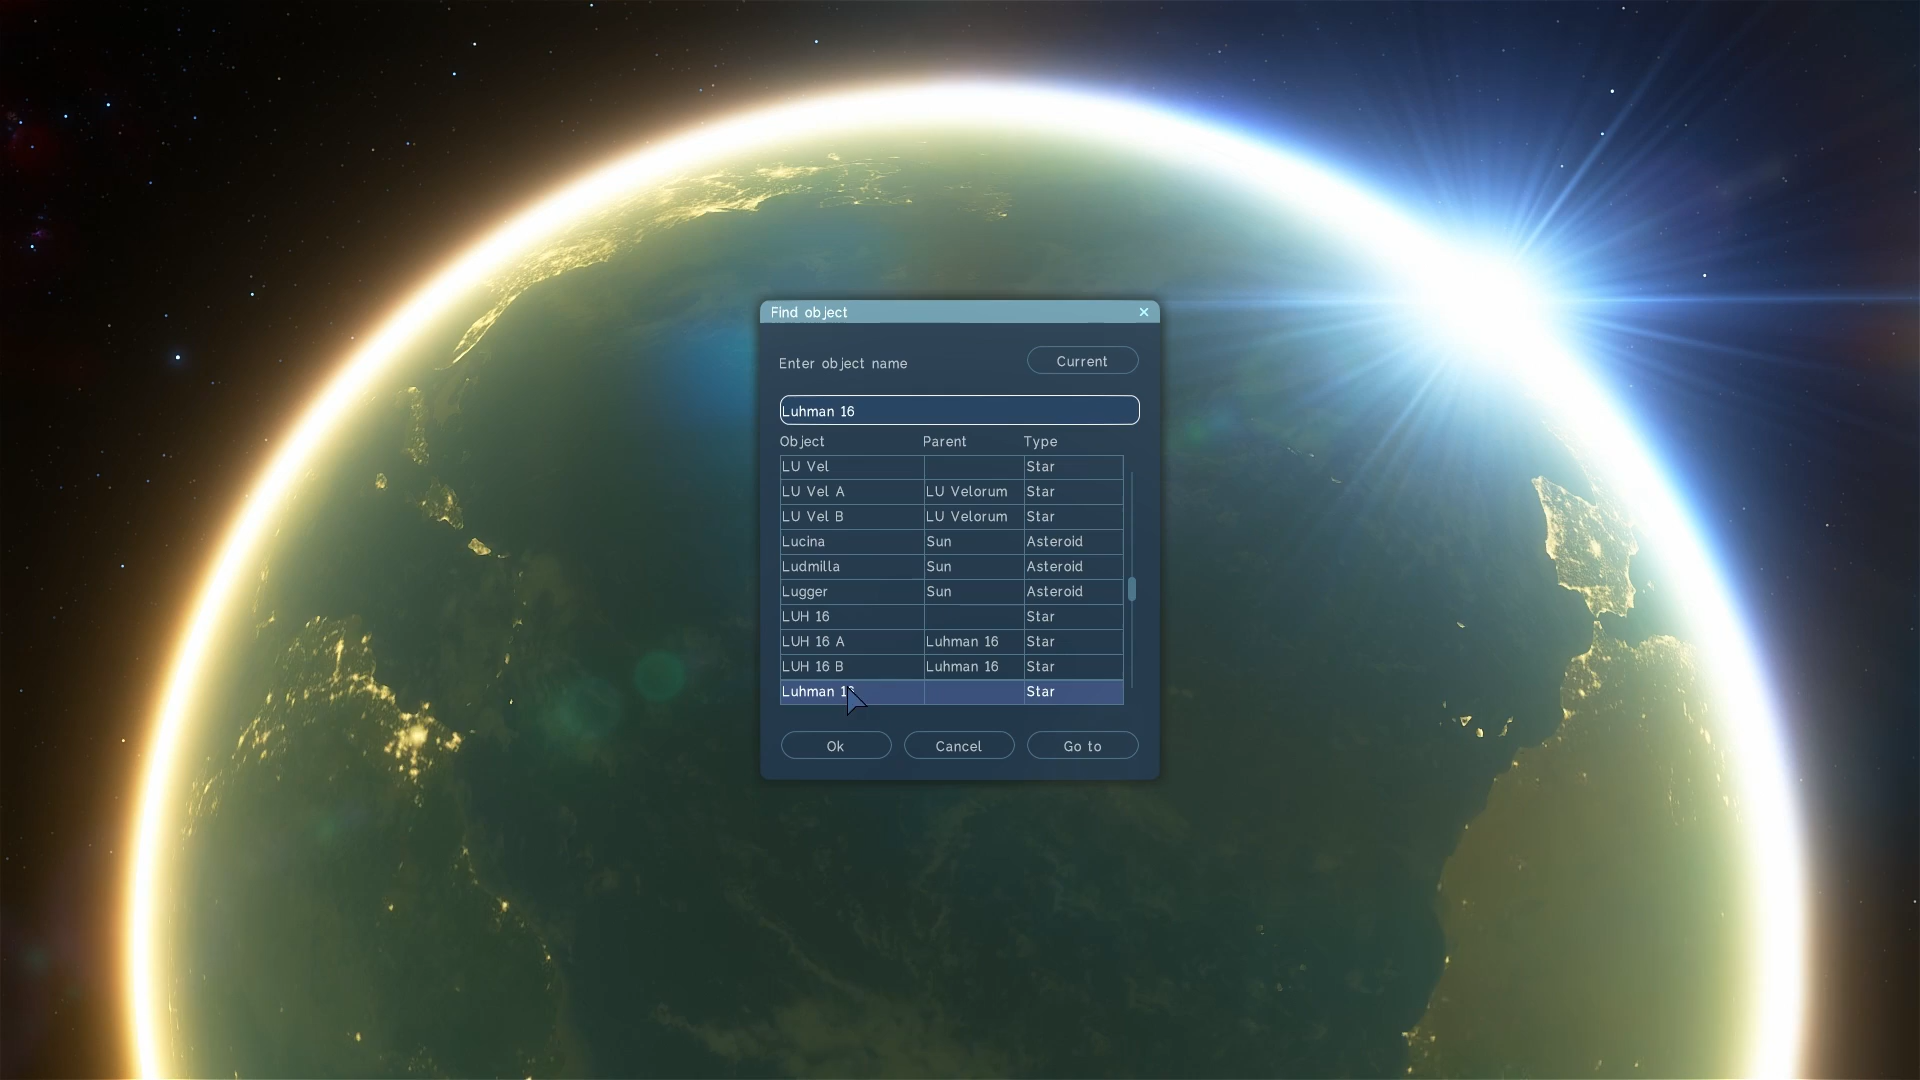 Find object
Enter object name
Current
Luhman 16
Object Parent Type
LU Vel Star
LU Vel A LU Velorum Star
LU Vel B LU Velorum Star
Lucina Sun Asteroid
Ludmilla Sun Asteroid
Lugger Sun Asteroid
LUH 16 Star
LUH 16 A Luhman 16 Star
LUH 16 B Luhman 16 Star
Luhman 16 Star
Ok Cancel Go to